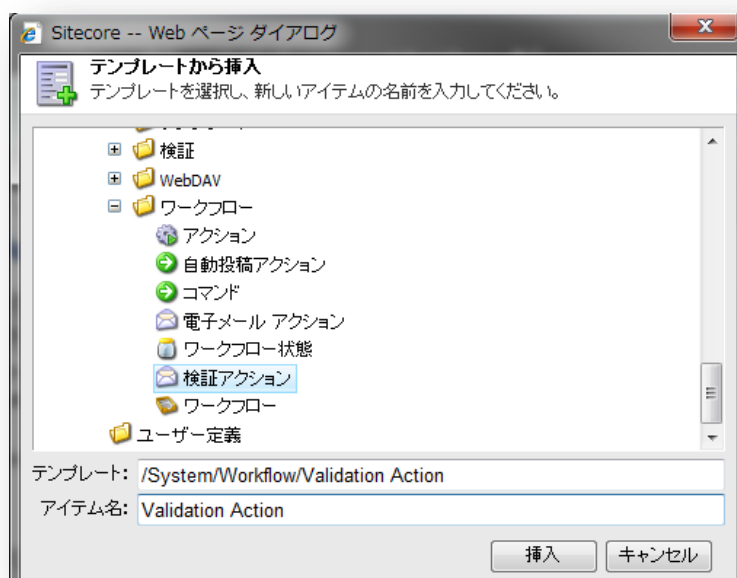 Sitecore -- Web ページ ダイアログ
テンプレートから挿入
テンプレートを選択し、新しいアイテムの名前を入力してください。
検証
WebDAV
ワークフロー
アクション
自動投稿アクション
コマンド
電子メール アクション
ワークフロー状態
検証アクション
ワークフロー
ユーザー定義
テンプレート: /System/Workflow/Validation Action
アイテム名: Validation Action
挿入 キャンセル